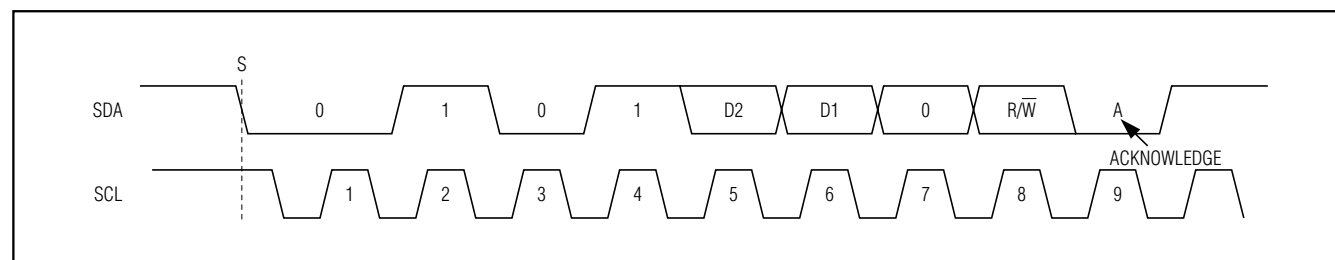 S
SDA 0 1 0 1 D2 D1 0 R/W̅ A
ACKNOWLEDGE
SCL 1 2 3 4 5 6 7 8 9